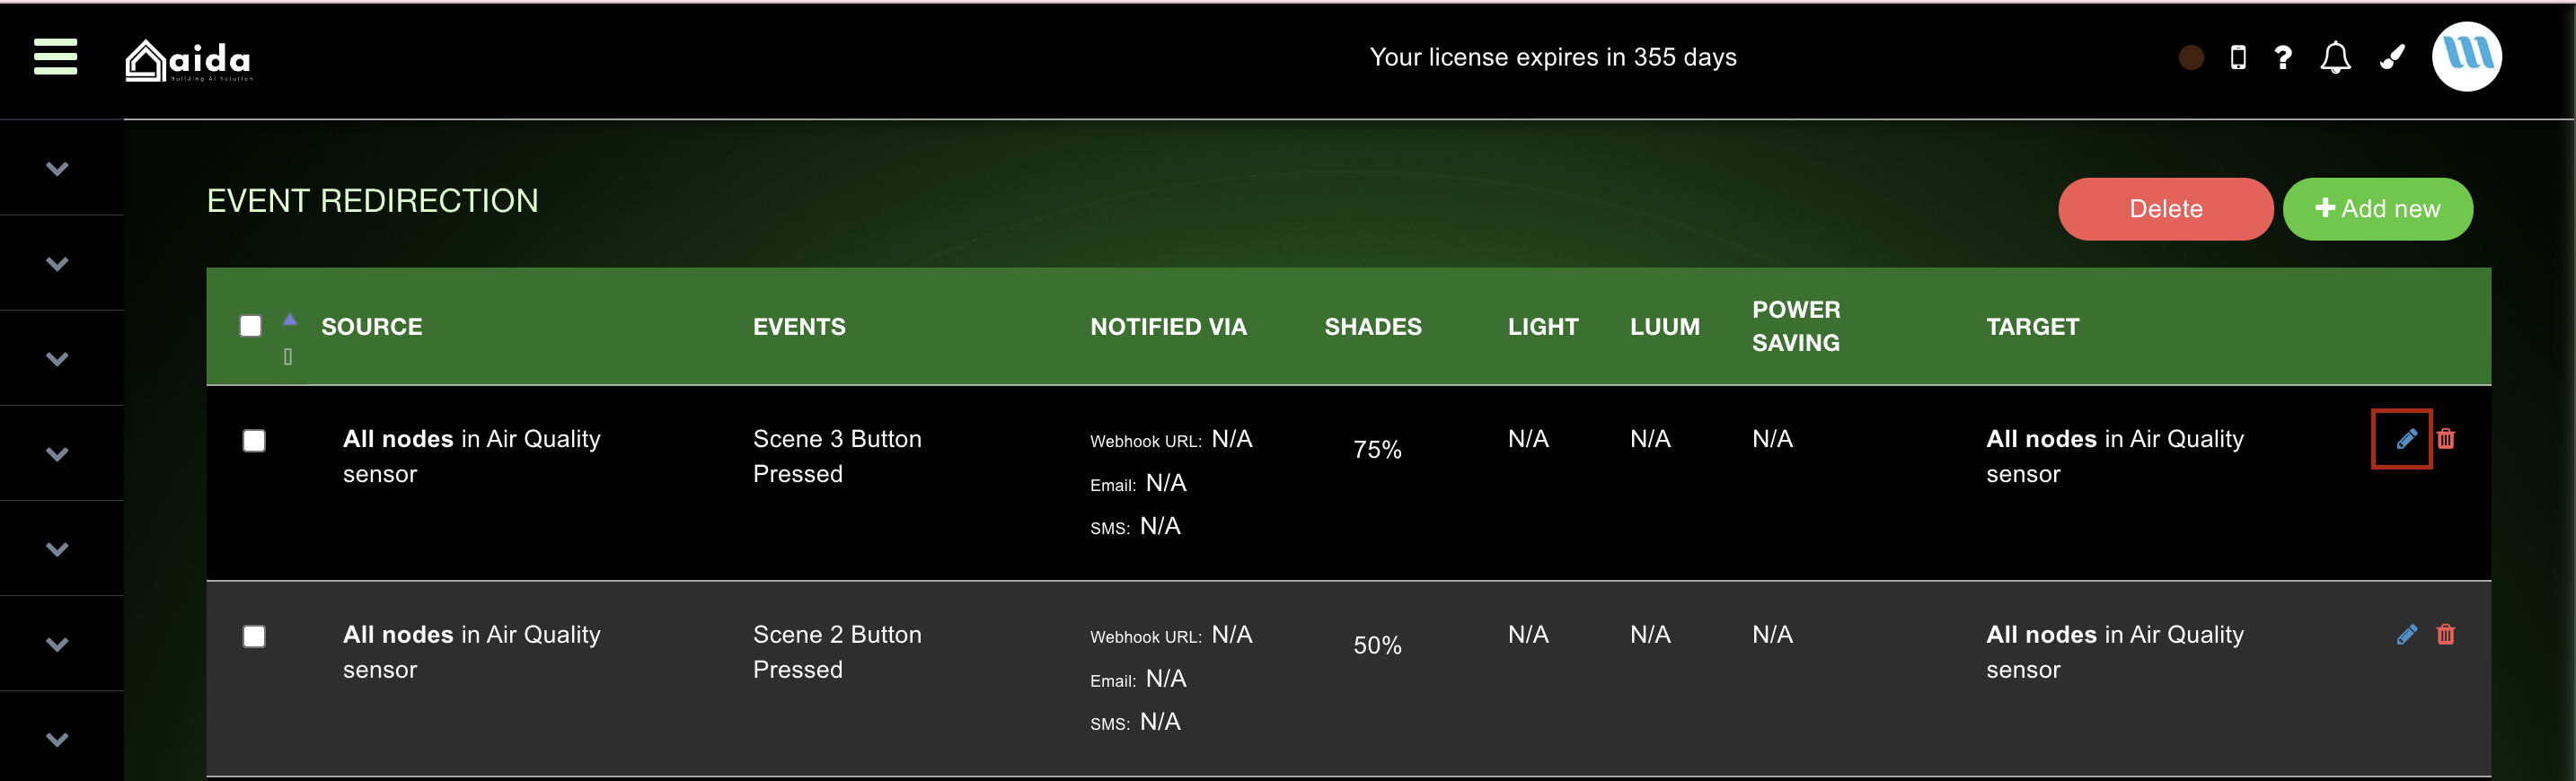 aida
Building AI Solution
Your license expires in 355 days
?
EVENT REDIRECTION
Delete
+ Add new
SOURCE
EVENTS
NOTIFIED VIA
SHADES
LIGHT
LUUM
POWER
SAVING
TARGET
All nodes in Air Quality
sensor
Scene 3 Button
Pressed
Webhook URL: N/A
Email: N/A
SMS: N/A
75%
N/A
N/A
N/A
All nodes in Air Quality
sensor
All nodes in Air Quality
sensor
Scene 2 Button
Pressed
Webhook URL: N/A
Email: N/A
SMS: N/A
50%
N/A
N/A
N/A
All nodes in Air Quality
sensor